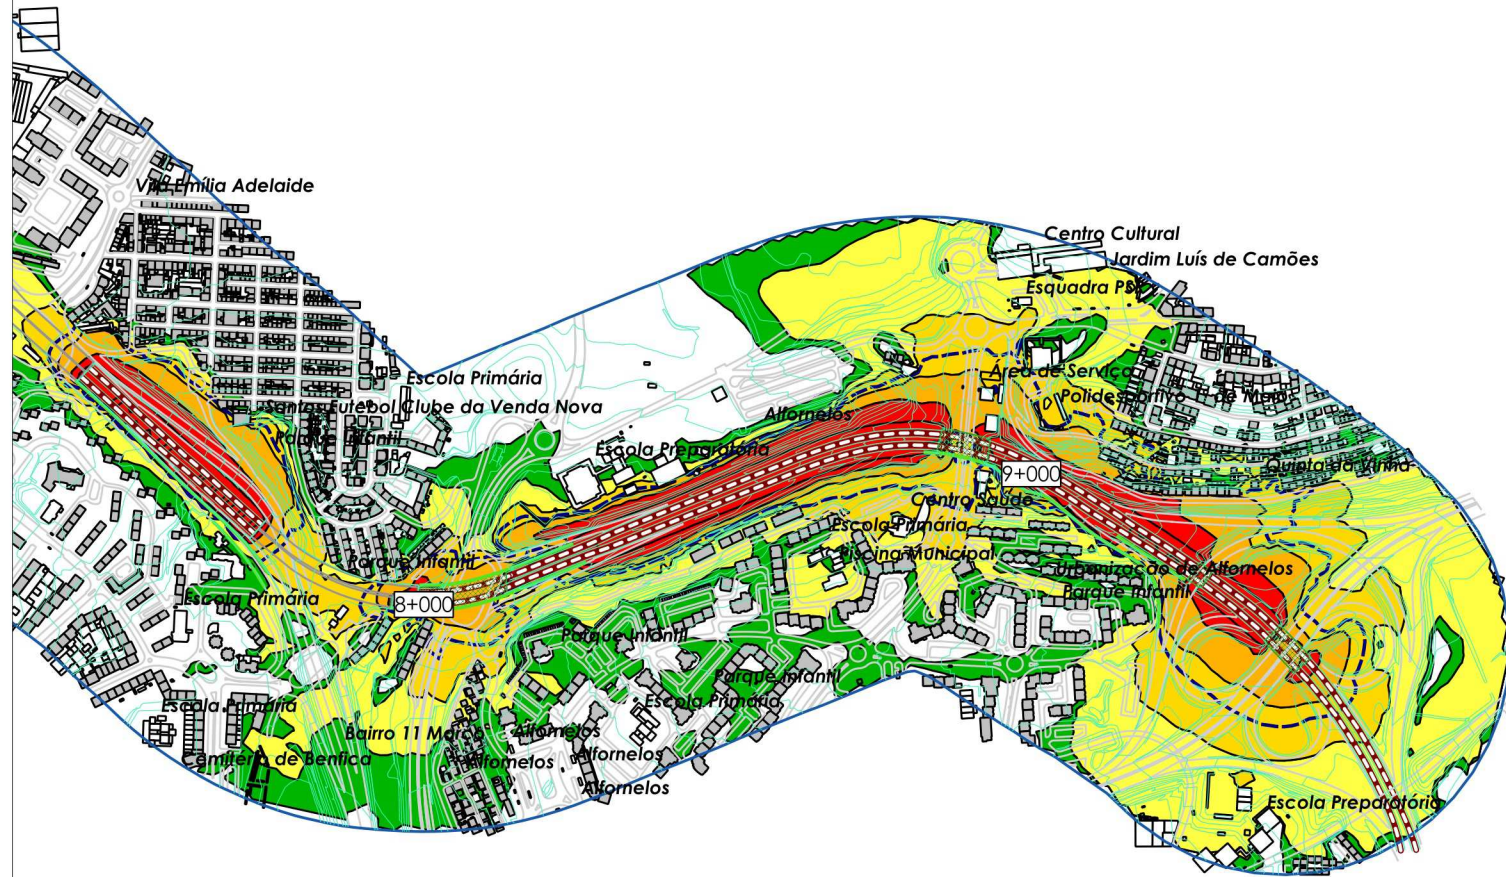 Vila Emília Adelaide
Centro Cultural
Jardim Luís de Camões
Esquadra PSP
Área de Serviço
Escola Primária
Polidesportivo 1º de Maio
Santos Futebol Clube da Venda Nova
Alfornelos
Parque Infantil
Escola Preparatória
Quinta da Vinha
9+000
Centro Saúde
Escola Primária
Piscina Municipal
Parque Infantil
Urbanização de Alfornelos
Parque Infantil
Escola Primária
8+000
Parque Infantil
Parque Infantil
Escola Primária
Escola Primária
Bairro 11 Março
Alfornelos
Alfornelos
Alfornelos
Cemitério de Benfica
Alfornelos
Escola Preparatória